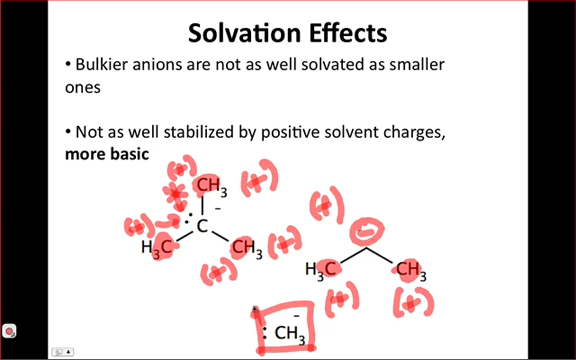 Solvation Effects
• Bulkier anions are not as well solvated as smaller
ones
• Not as well stabilized by positive solvent charges,
more basic
(+)
CH₃ (+)
(+) (+)
: C⁻
H₃C CH₃ (+) H₃C CH₃
(+) (+) (+)
: CH₃⁻